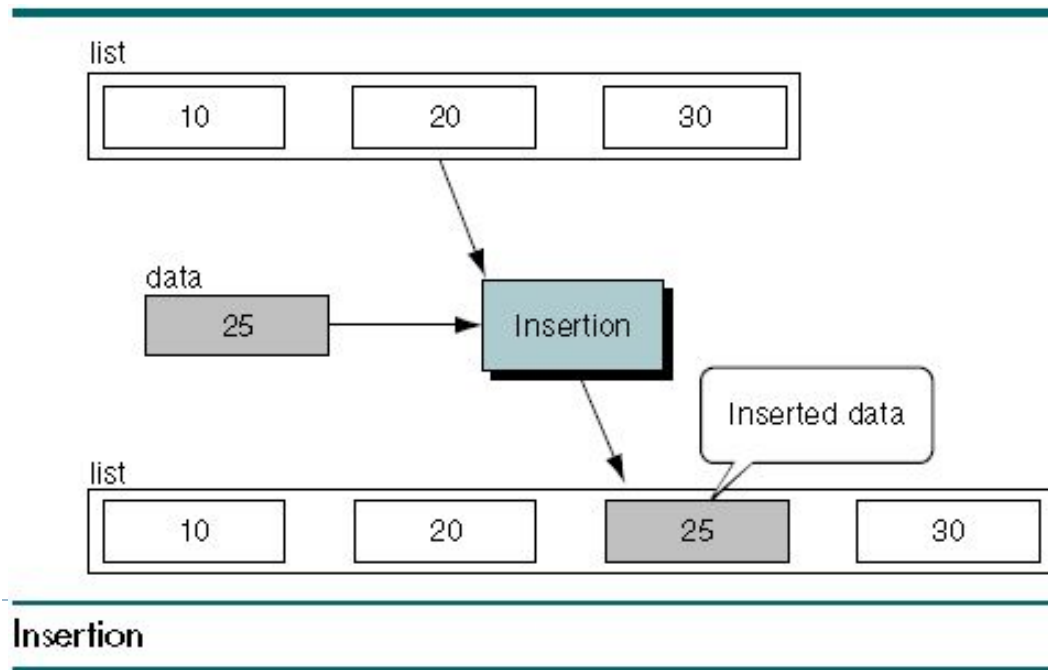 list
10 20 30
data
25
Insertion
Inserted data
list
10 20 25 30
Insertion